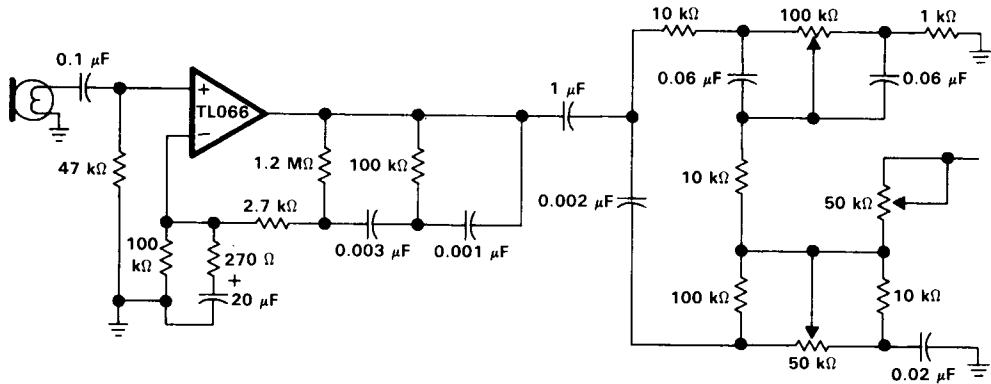 10 kΩ
100 kΩ
1 kΩ
0.1 μF
+
TL066
−
0.06 μF
0.06 μF
1 μF
47 kΩ
1.2 MΩ
100 kΩ
10 kΩ
2.7 kΩ
0.002 μF
50 kΩ
100
kΩ
270 Ω
+
20 μF
0.003 μF
0.001 μF
100 kΩ
10 kΩ
50 kΩ
0.02 μF